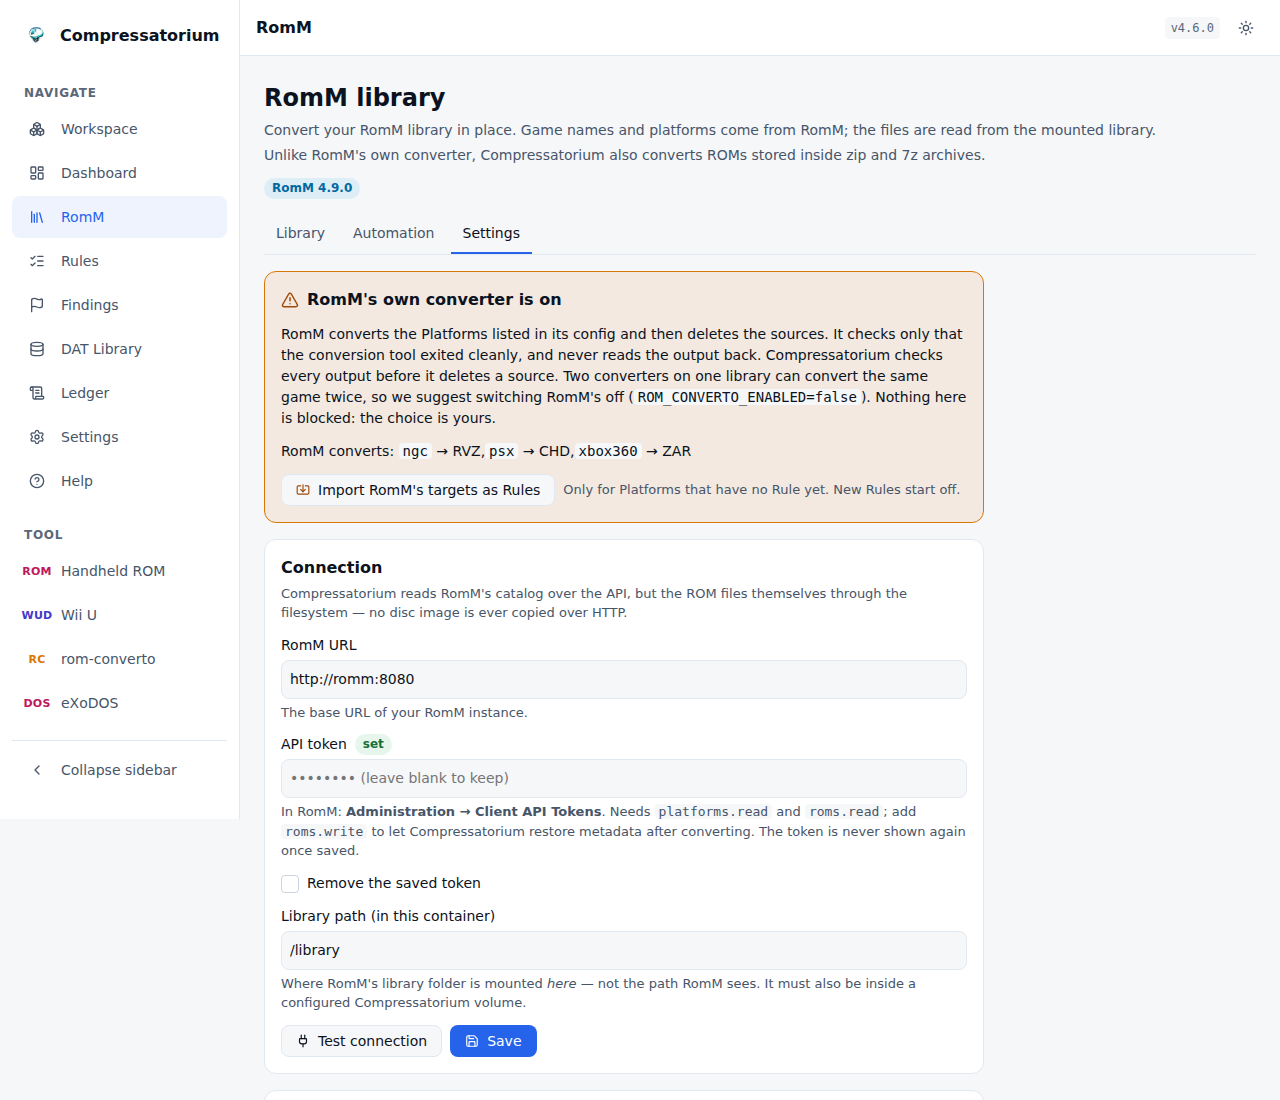 Compressatorium
RomM
v4.6.0
NAVIGATE
Workspace
Dashboard
RomM
Rules
Findings
DAT Library
Ledger
Settings
Help
TOOL
ROM Handheld ROM
WUD Wii U
RC rom-converto
DOS eXoDOS
Collapse sidebar
RomM library
Convert your RomM library in place. Game names and platforms come from RomM; the files are read from the mounted library.
Unlike RomM's own converter, Compressatorium also converts ROMs stored inside zip and 7z archives.
RomM 4.9.0
Library Automation Settings
RomM's own converter is on
RomM converts the Platforms listed in its config and then deletes the sources. It checks only that
the conversion tool exited cleanly, and never reads the output back. Compressatorium checks
every output before it deletes a source. Two converters on one library can convert the same
game twice, so we suggest switching RomM's off ( ROM_CONVERTO_ENABLED=false ). Nothing here
is blocked: the choice is yours.
RomM converts: ngc → RVZ, psx → CHD, xbox360 → ZAR
Import RomM's targets as Rules Only for Platforms that have no Rule yet. New Rules start off.
Connection
Compressatorium reads RomM's catalog over the API, but the ROM files themselves through the
filesystem — no disc image is ever copied over HTTP.
RomM URL
http://romm:8080
The base URL of your RomM instance.
API token set
•••••••• (leave blank to keep)
In RomM: Administration → Client API Tokens. Needs platforms.read and roms.read ; add
roms.write to let Compressatorium restore metadata after converting. The token is never shown again
once saved.
Remove the saved token
Library path (in this container)
/library
Where RomM's library folder is mounted here — not the path RomM sees. It must also be inside a
configured Compressatorium volume.
Test connection Save